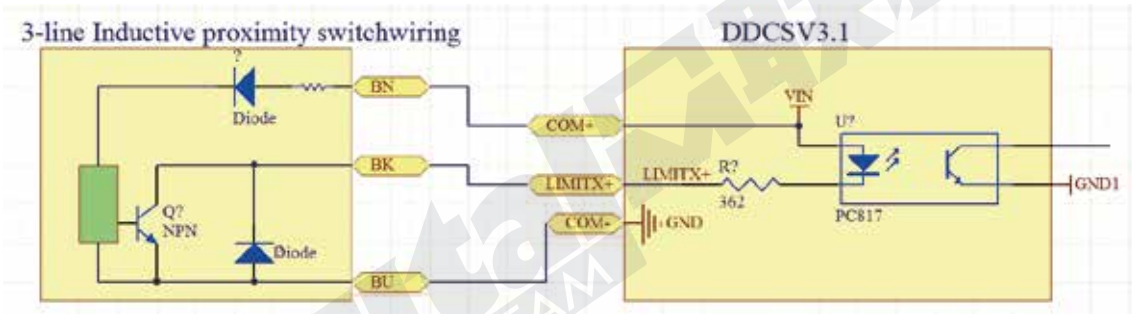 3-line Inductive proximity switchwiring
DDCSV3.1
?
Diode
BN
COM+
VIN
U?
BK
LIMITX+
LIMITX+
R?
362
PC817
GND1
Q?
NPN
COM-
GND
Diode
BU
TEAM